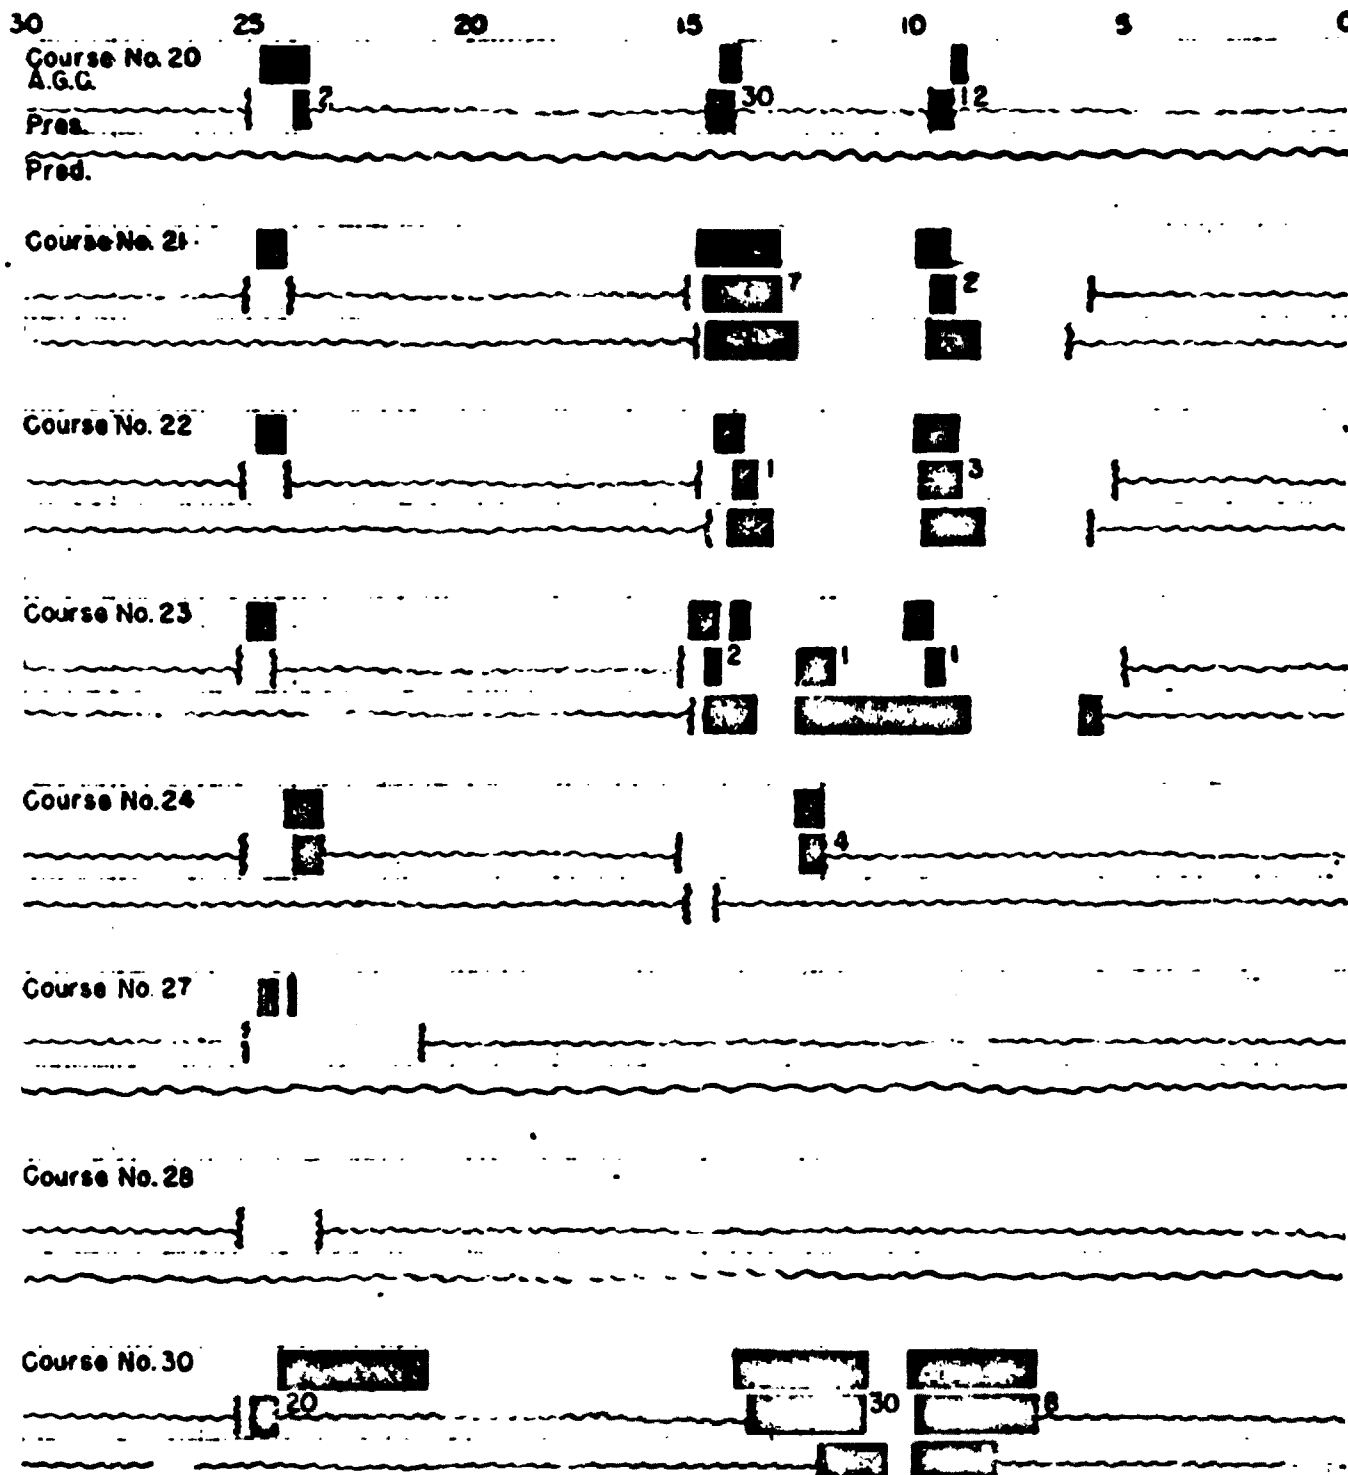 30 25 20 15 10 5 0
Course No. 20
A.G.C.
2 30 12
Pres.
Pred.
Course No. 21
7 2
Course No. 22
1 3
Course No. 23
2 1 1
Course No. 24
4
Course No. 27
Course No. 28
Course No. 30
20 30 8